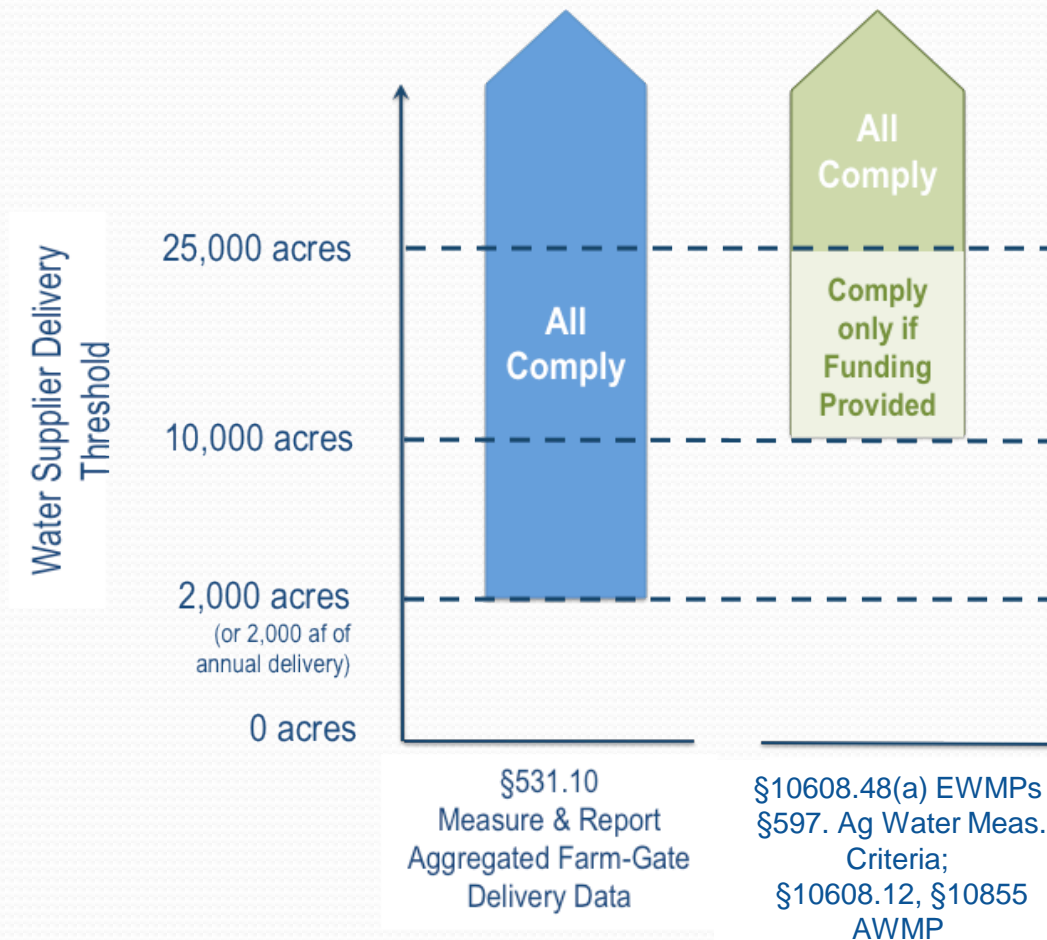 Water Supplier Delivery
Threshold
25,000 acres
10,000 acres
2,000 acres
(or 2,000 af of
annual delivery)
0 acres
All
Comply
All
Comply
Comply
only if
Funding
Provided
§531.10
Measure & Report
Aggregated Farm-Gate
Delivery Data
§10608.48(a) EWMPs
§597. Ag Water Meas.
Criteria;
§10608.12, §10855
AWMP